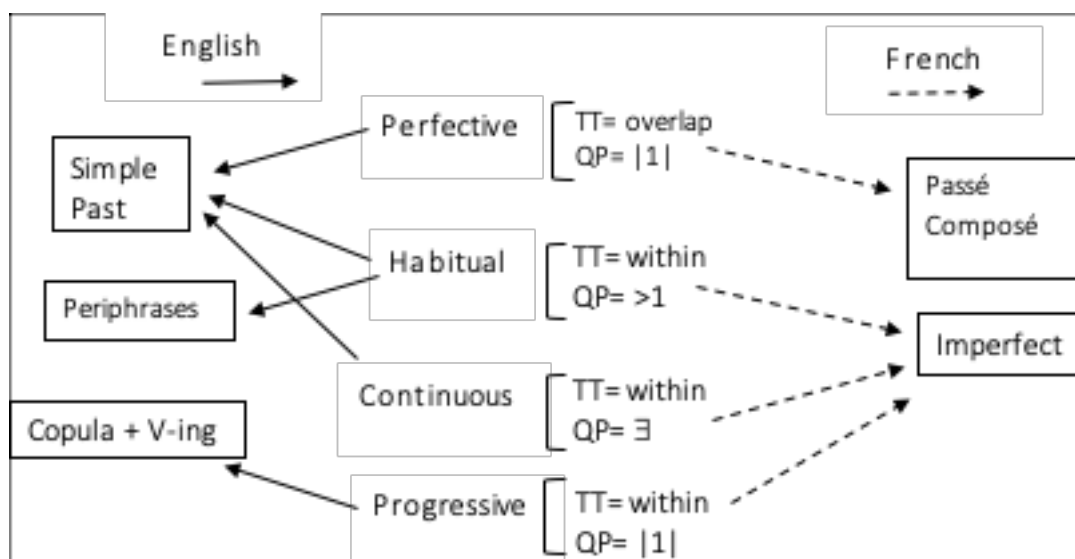 English
French
Perfective
TT= overlap
QP= |1|
Simple
Past
Passé
Composé
Habitual
TT= within
QP= >1
Periphrases
Imperfect
Continuous
TT= within
QP= ∃
Copula + V-ing
Progressive
TT= within
QP= |1|